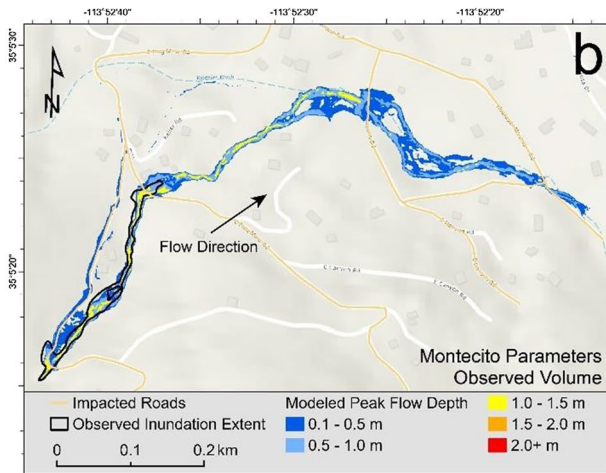 -113°52'40"
-113°52'30"
-113°52'20"
b
35°5'30"
N
Flow Direction
35°5'20"
Montecito Parameters
Observed Volume
Impacted Roads
Observed Inundation Extent
0 0.1 0.2 km
Modeled Peak Flow Depth
0.1 - 0.5 m
0.5 - 1.0 m
1.0 - 1.5 m
1.5 - 2.0 m
2.0+ m